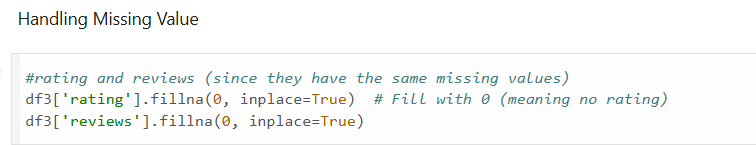 Handling Missing Value
#rating and reviews (since they have the same missing values)
df3['rating'].fillna(0, inplace=True)  # Fill with 0 (meaning no rating)
df3['reviews'].fillna(0, inplace=True)